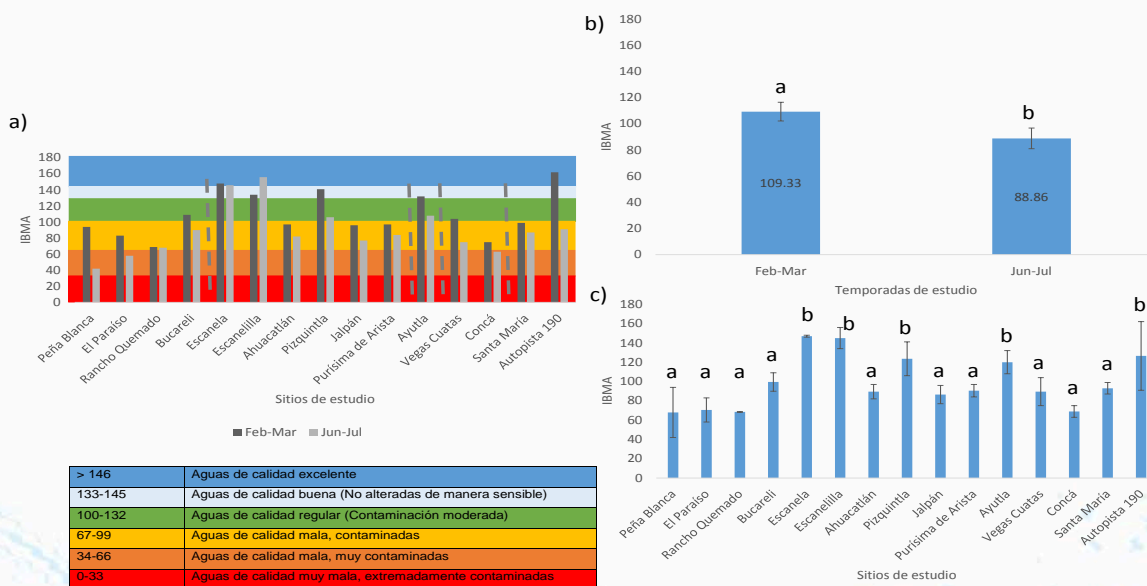 a)
180
160
140
120
100
80
60
40
20
0
IBMA
Peña Blanca
El Paraíso
Rancho Quemado
Bucareli
Escanela
Escanelilla
Ahuacatlán
Pizquintla
Jalpán
Purísima de Arista
Ayutla
Vegas Cuatas
Concá
Santa María
Autopista 190
Sitios de estudio
Feb-Mar Jun-Jul
> 146 Aguas de calidad excelente
133-145 Aguas de calidad buena (No alteradas de manera sensible)
100-132 Aguas de calidad regular (Contaminación moderada)
67-99 Aguas de calidad mala, contaminadas
34-66 Aguas de calidad mala, muy contaminadas
0-33 Aguas de calidad muy mala, extremadamente contaminadas
b)
180
160
140
120
100
80
60
40
20
0
IBMA
a
b
109.33
88.86
Feb-Mar Jun-Jul
Temporadas de estudio
c)
180
160
140
120
100
80
60
40
20
0
IBMA
a a a a b b a b a a b a a a b
Peña Blanca
El Paraíso
Rancho Quemado
Bucareli
Escanela
Escanelilla
Ahuacatlán
Pizquintla
Jalpán
Purísima de Arista
Ayutla
Vegas Cuatas
Concá
Santa María
Autopista 190
Sitios de estudio